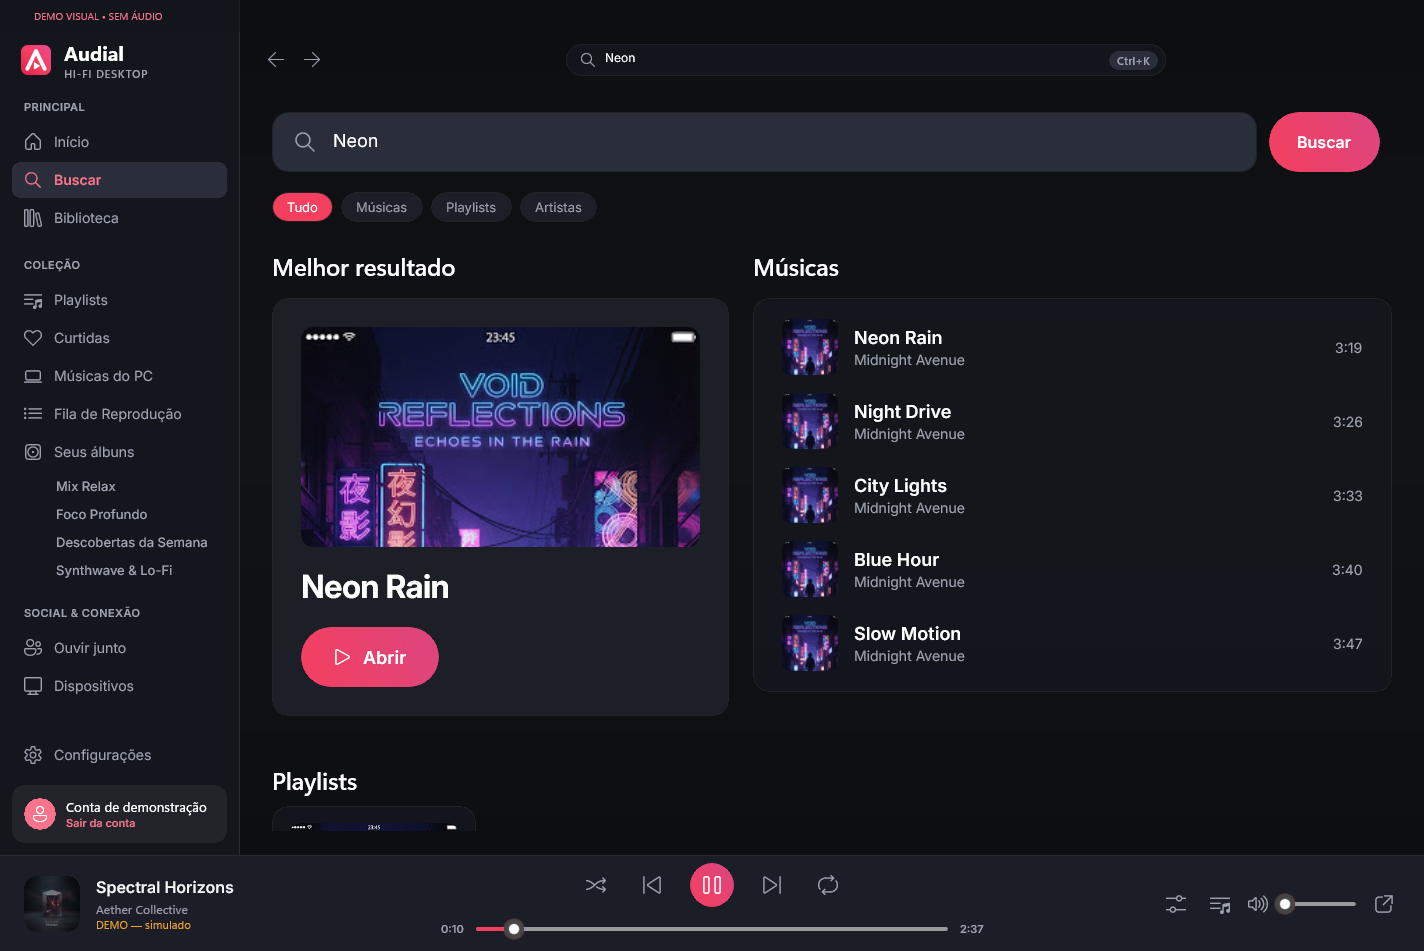 DEMO VISUAL • SEM ÁUDIO
Audial
HI-FI DESKTOP
PRINCIPAL
Início
Buscar
Biblioteca
COLEÇÃO
Playlists
Curtidas
Músicas do PC
Fila de Reprodução
Seus álbuns
Mix Relax
Foco Profundo
Descobertas da Semana
Synthwave & Lo-Fi
SOCIAL & CONEXÃO
Ouvir junto
Dispositivos
Configurações
Conta de demonstração
Sair da conta
Neon
Ctrl+K
Neon
Buscar
Tudo
Músicas
Playlists
Artistas
Melhor resultado
23:45
VOID
REFLECTIONS
ECHOES IN THE RAIN
夜影
夜幻影
Neon Rain
Abrir
Músicas
Neon Rain
Midnight Avenue
3:19
Night Drive
Midnight Avenue
3:26
City Lights
Midnight Avenue
3:33
Blue Hour
Midnight Avenue
3:40
Slow Motion
Midnight Avenue
3:47
Playlists
23:45
Spectral Horizons
Aether Collective
DEMO — simulado
0:10
2:37